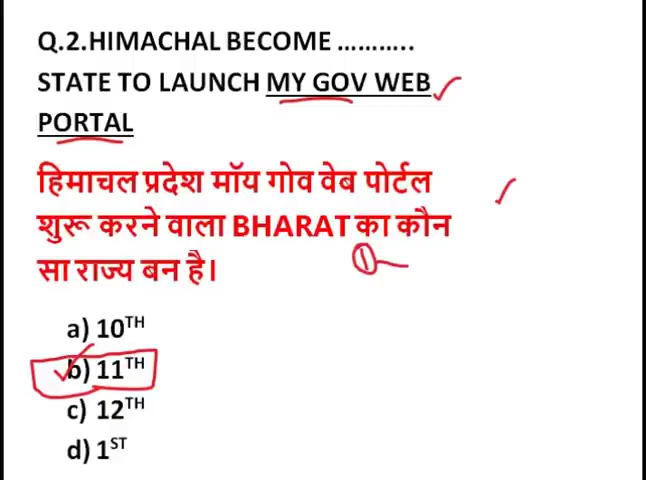 Q.2.HIMACHAL BECOME ………..
STATE TO LAUNCH MY GOV WEB
PORTAL
हिमाचल प्रदेश मॉय गोव वेब पोर्टल
शुरू करने वाला BHARAT का कौन
सा राज्य बन है।
1
a) 10TH
b) 11TH
c) 12TH
d) 1ST